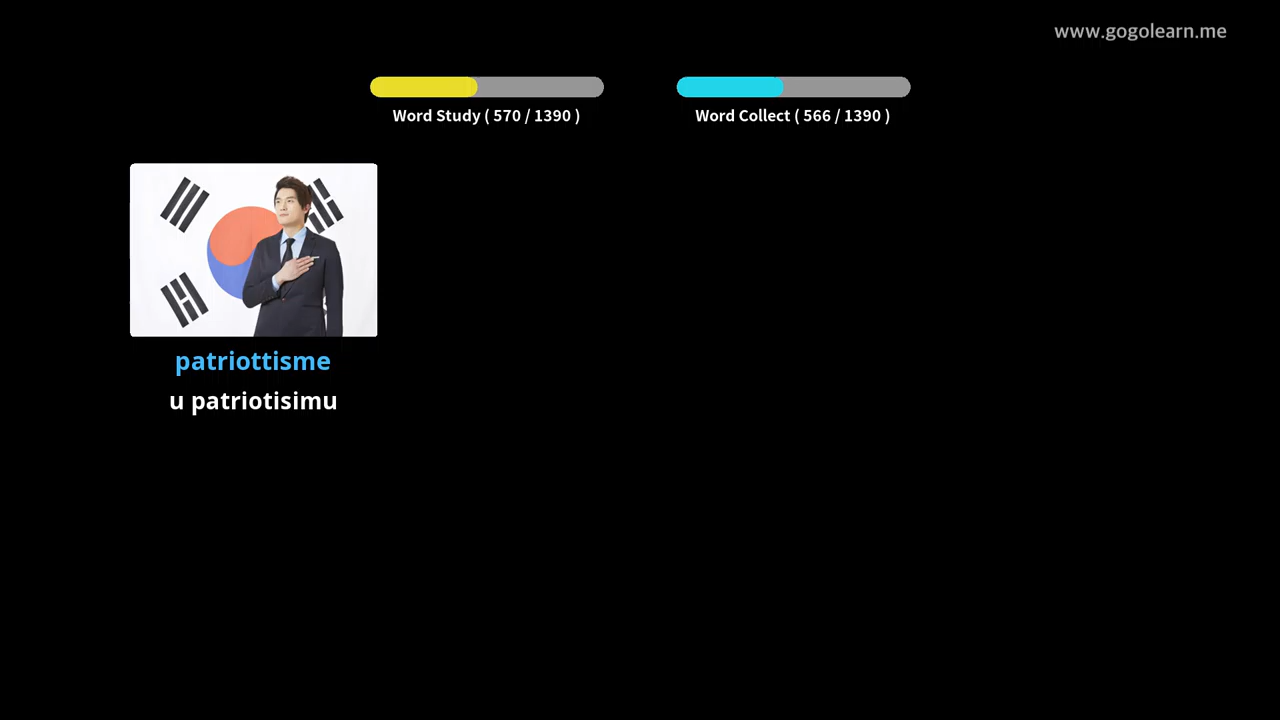 www.gogolearn.me
Word Study ( 570 / 1390 )
Word Collect ( 566 / 1390 )
patriottisme
u patriotisimu